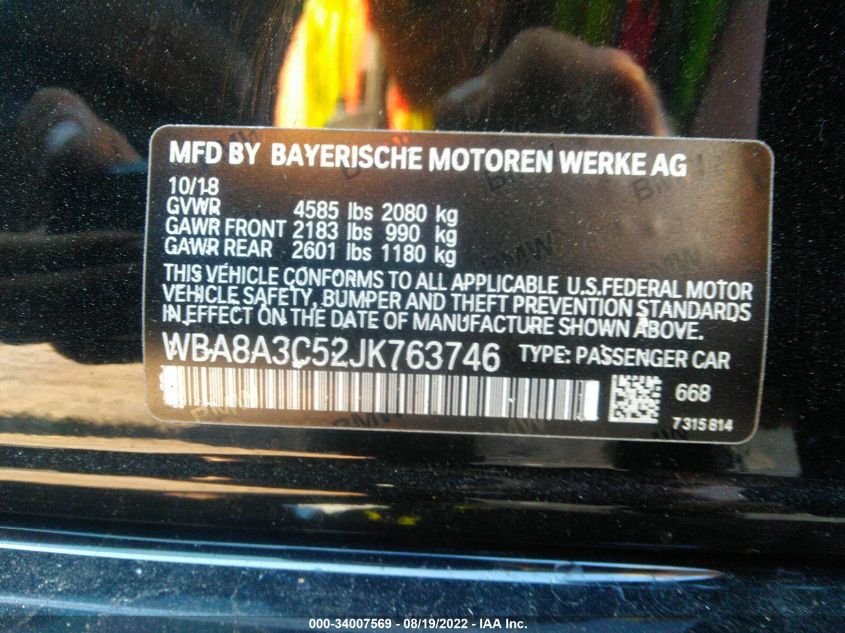 MFD BY BAYERISCHE MOTOREN WERKE AG
10/18
GVWR 4585 lbs 2080 kg
GAWR FRONT 2183 lbs 990 kg
GAWR REAR 2601 lbs 1180 kg
THIS VEHICLE CONFORMS TO ALL APPLICABLE U.S.FEDERAL MOTOR
VEHICLE SAFETY, BUMPER AND THEFT PREVENTION STANDARDS
IN EFFECT ON THE DATE OF MANUFACTURE SHOWN ABOVE.
WBA8A3C52JK763746 TYPE: PASSENGER CAR
668
7315814
000-34007569 - 08/19/2022 - IAA Inc.